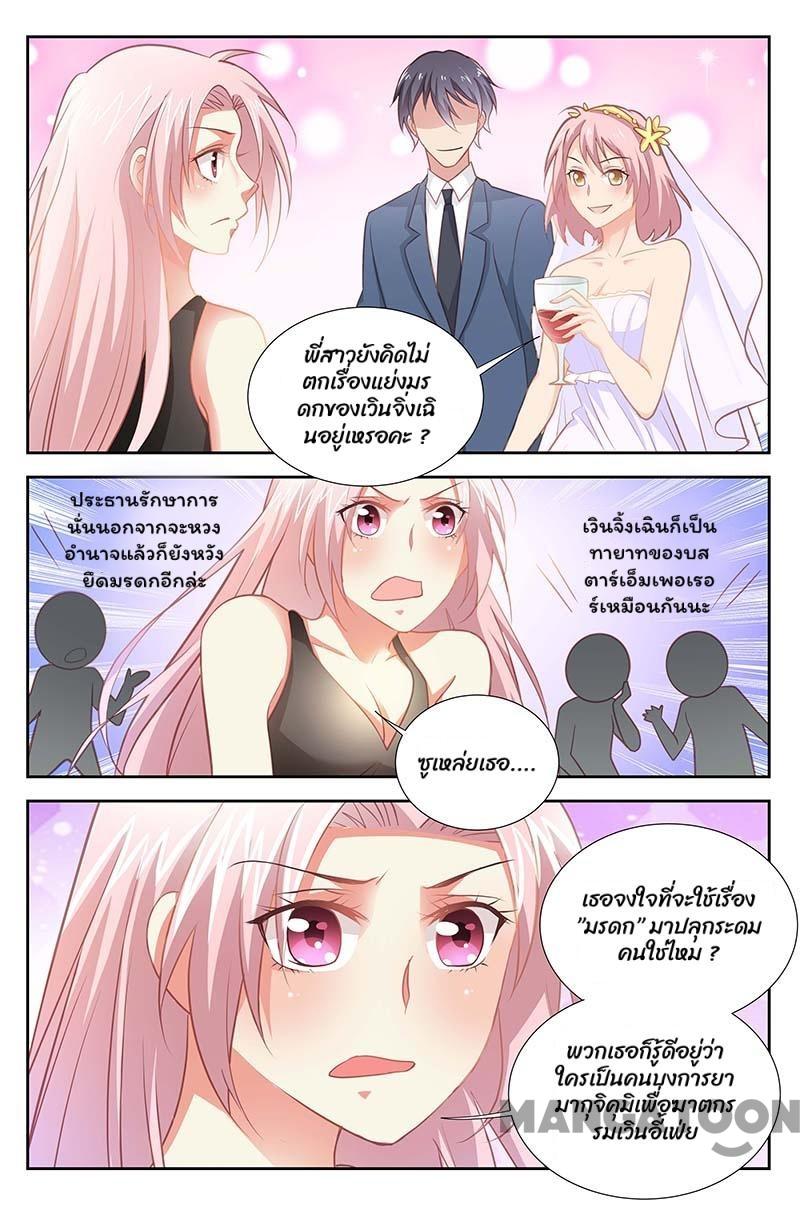 พี่สาวยังคิดไม่
ตกเรื่องแย่งมร
ดกของเวินจิ่งเฉิ
นอยู่เหรอคะ ?
ประธานรักษาการ
นั่นนอกจากจะหวง
อำนาจแล้วก็ยังหวัง
ยึดมรดกอีกล่ะ
เวินจิ้งเฉินก็เป็น
ทายาทของบส
ตาร์เอ็มเพอเรอ
ร์เหมือนกันนะ
ซูเหล่ยเธอ....
เธอจงใจที่จะใช้เรื่อง
"มรดก" มาปลุกระดม
คนใช่ไหม ?
พวกเธอก็รู้ดีอยู่ว่า
ใครเป็นคนบงการยา
มากุจิคุมิเพื่อฆาตกร
รมเวินอี้เฟย
MANGATOON